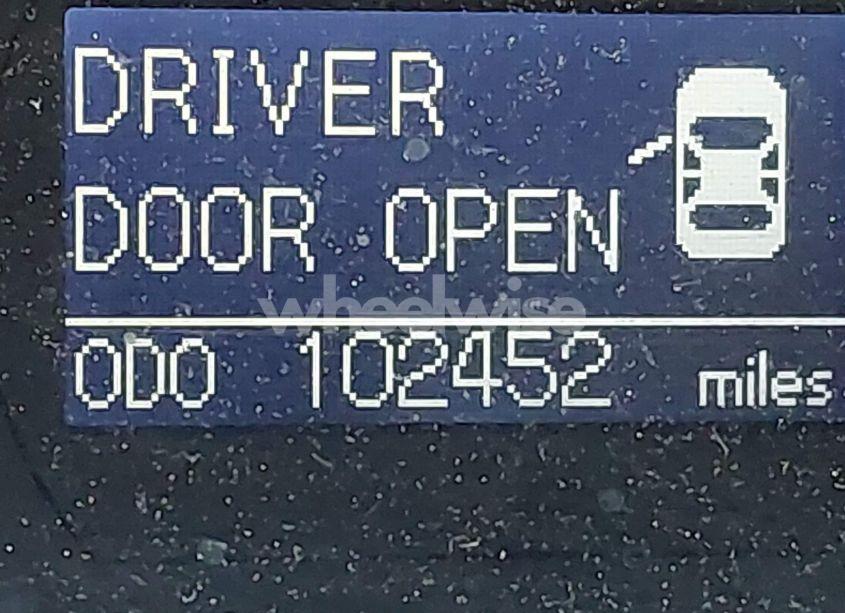 DRIVER
DOOR OPEN
wheelwise
ODO 102452 miles